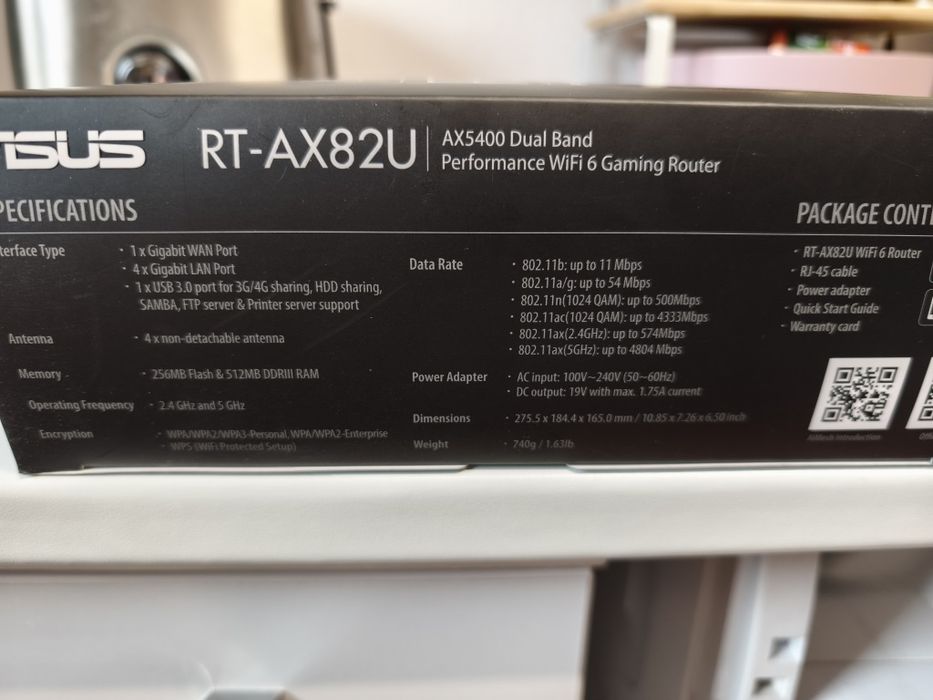 ASUS
RT-AX82U
AX5400 Dual Band
Performance WiFi 6 Gaming Router
PECIFICATIONS
terface Type
· 1 x Gigabit WAN Port
· 4 x Gigabit LAN Port
· 1 x USB 3.0 port for 3G/4G sharing, HDD sharing,
SAMBA, FTP server & Printer server support
Antenna
· 4 x non-detachable antenna
Memory
· 256MB Flash & 512MB DDRIII RAM
Operating Frequency
· 2.4 GHz and 5 GHz
Encryption
· WPA/WPA2/WPA3-Personal, WPA/WPA2-Enterprise
· WPS (WiFi Protected Setup)
Data Rate
· 802.11b: up to 11 Mbps
· 802.11a/g: up to 54 Mbps
· 802.11n(1024 QAM): up to 500Mbps
· 802.11ac(1024 QAM): up to 4333Mbps
· 802.11ax(2.4GHz): up to 574Mbps
· 802.11ax(5GHz): up to 4804 Mbps
Power Adapter
· AC input: 100V~240V (50~60Hz)
· DC output: 19V with max. 1.75A current
Dimensions
· 275.5 x 184.4 x 165.0 mm / 10.85 x 7.26 x 6.50 inch
Weight
· 740g / 1.63lb
PACKAGE CONT
· RT-AX82U WiFi 6 Router
· RJ-45 cable
· Power adapter
· Quick Start Guide
· Warranty card
AiMesh Introduction